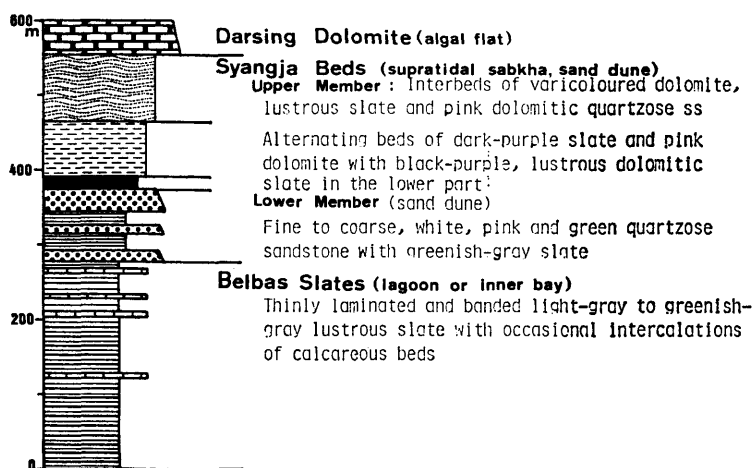 600
m
400
200
0
Darsing Dolomite (algal flat)
Syangja Beds (supratidal sabkha, sand dune)
Upper Member: Interbeds of varicoloured dolomite,
lustrous slate and pink dolomitic quartzose ss
Alternating beds of dark-purple slate and pink
dolomite with black-purple, lustrous dolomitic
slate in the lower part
Lower Member (sand dune)
Fine to coarse, white, pink and green quartzose
sandstone with greenish-gray slate
Belbas Slates (lagoon or inner bay)
Thinly laminated and banded light-gray to greenish-
gray lustrous slate with occasional intercalations
of calcareous beds